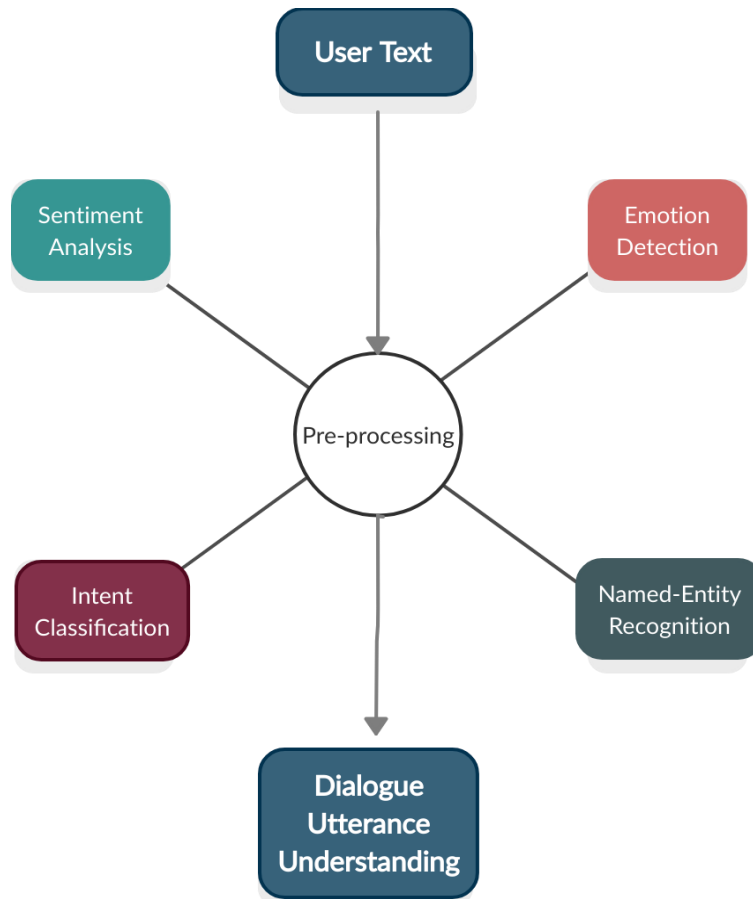 User Text
Sentiment
Analysis
Emotion
Detection
Pre-processing
Intent
Classification
Named-Entity
Recognition
Dialogue
Utterance
Understanding